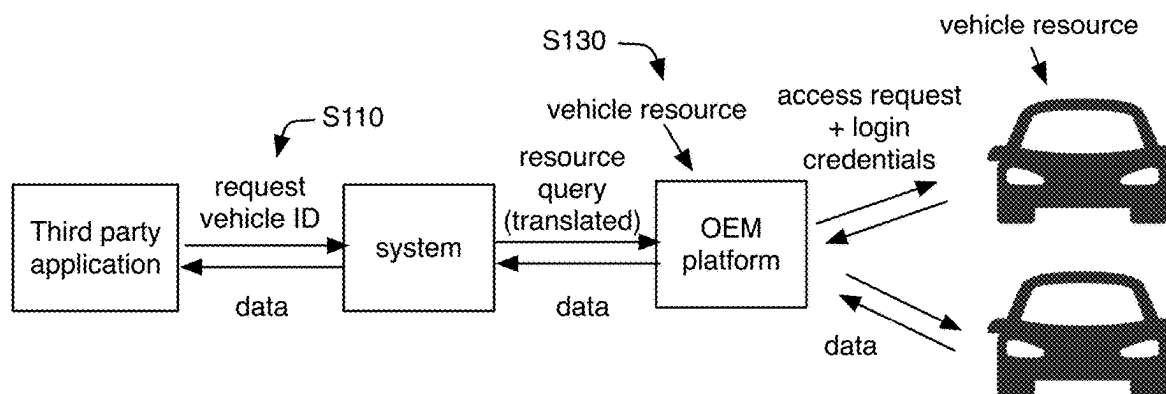 vehicle resource
S130
S110
vehicle resource
access request
+ login
credentials
request
vehicle ID
resource
query
(translated)
Third party
application
system
OEM
platform
data
data
data